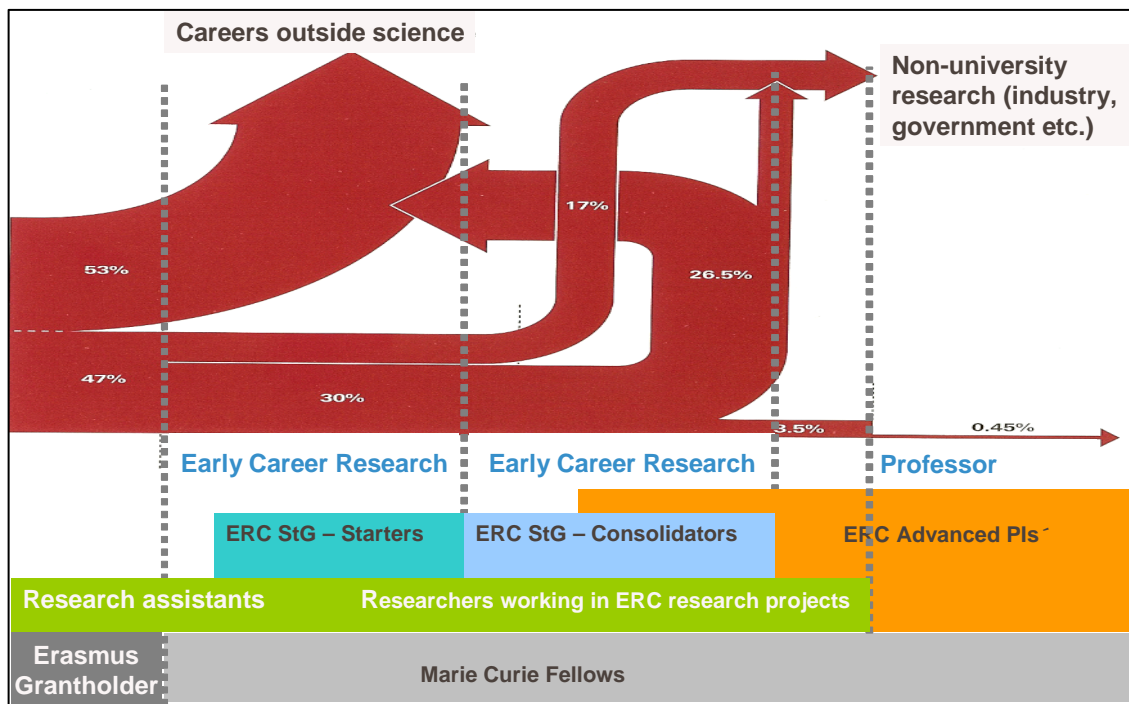 Careers outside science
Non-university
research (industry,
government etc.)
17%
53%
26.5%
47%
30%
3.5%
0.45%
Early Career Research
Early Career Research
Professor
ERC StG – Starters
ERC StG – Consolidators
ERC Advanced PIs´
Research assistants
Researchers working in ERC research projects
Erasmus
Grantholder
Marie Curie Fellows